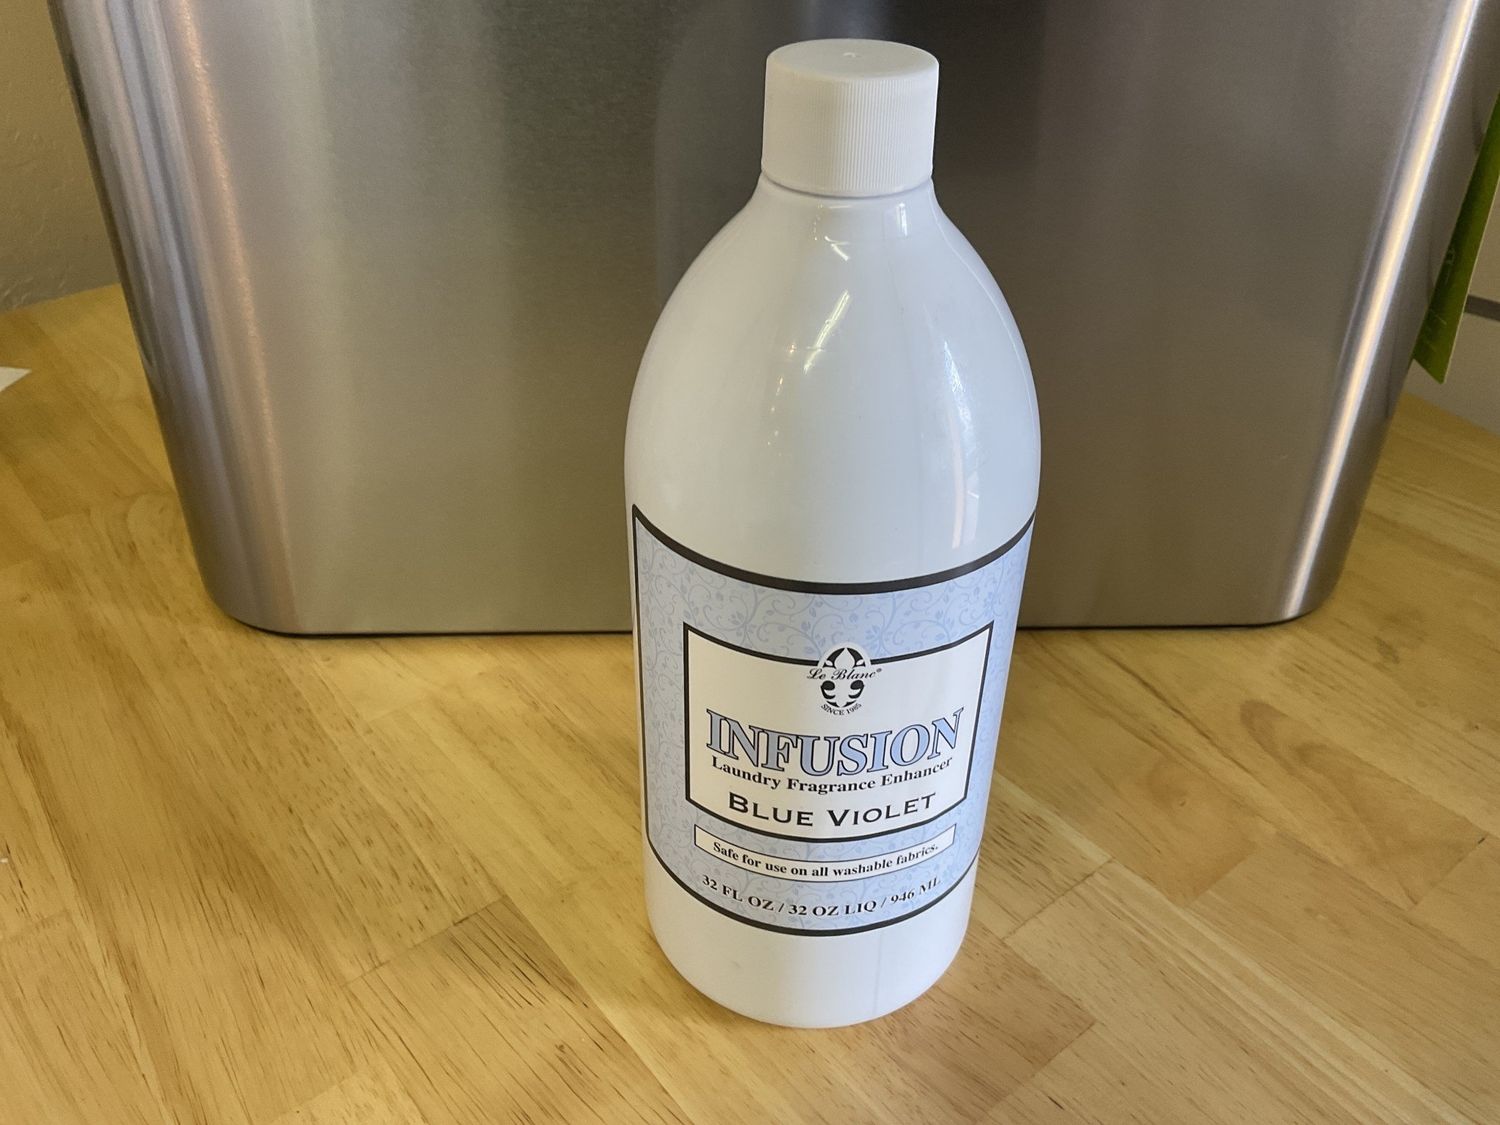 Le Blanc®
SINCE 1985
INFUSION
Laundry Fragrance Enhancer
BLUE VIOLET
Safe for use on all washable fabrics.
32 FL OZ / 32 OZ LIQ / 946 ML